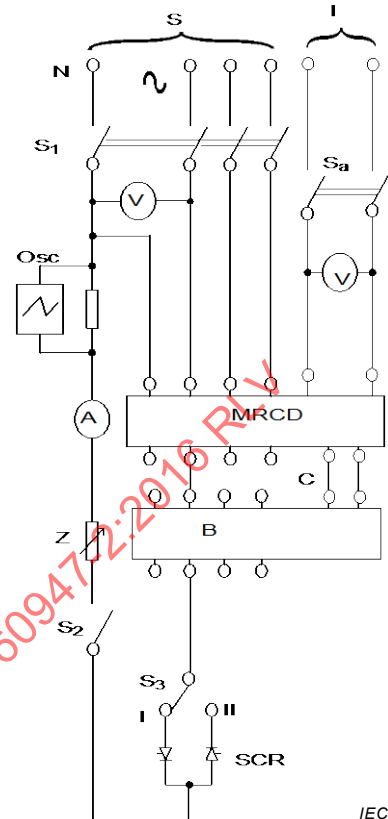 S I
N
S1
Sa
V
V
Osc
MRCD
A
C
B
Z
S2
S3
I II
SCR
60947-2:2016 RLV
IEC